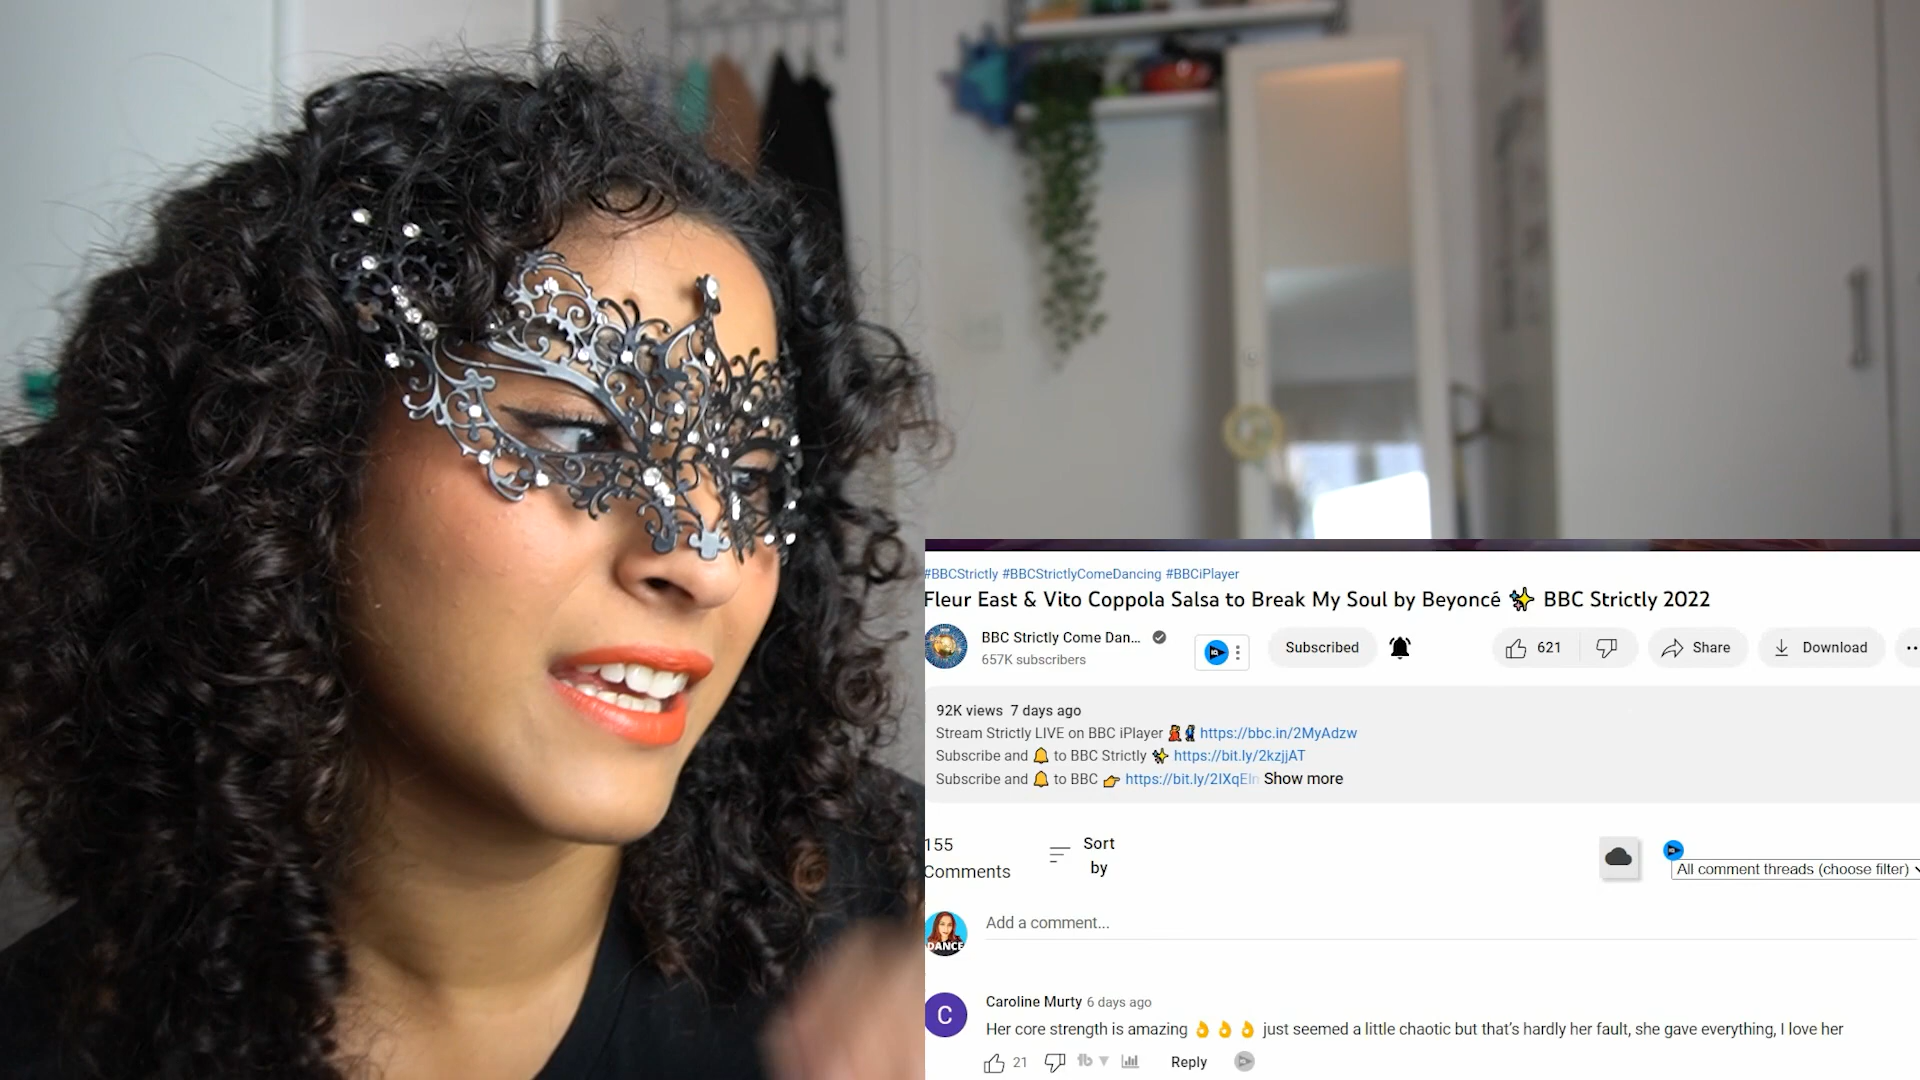 #BBCStrictly #BBCStrictlyComeDancing #BBCiPlayer
Fleur East & Vito Coppola Salsa to Break My Soul by Beyoncé ✨ BBC Strictly 2022
BBC Strictly Come Dan...
657K subscribers
Subscribed
621
Share
Download
92K views 7 days ago
Stream Strictly LIVE on BBC iPlayer 💃🕺 https://bbc.in/2MyAdzw
Subscribe and 🔔 to BBC Strictly ✨ https://bit.ly/2kzjjAT
Subscribe and 🔔 to BBC 👉 https://bit.ly/2IXqEIn Show more
155
Comments
Sort
by
All comment threads (choose filter)
DANCE
Add a comment...
C
Caroline Murty 6 days ago
Her core strength is amazing 👌👌👌 just seemed a little chaotic but that's hardly her fault, she gave everything, I love her
21
Reply